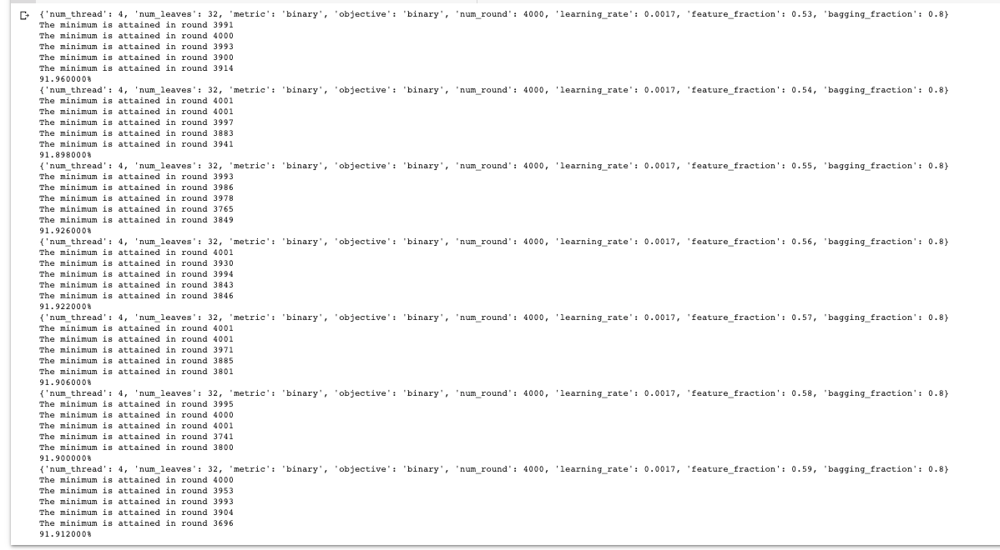 {'num_thread': 4, 'num_leaves': 32, 'metric': 'binary', 'objective': 'binary', 'num_round': 4000, 'learning_rate': 0.0017, 'feature_fraction': 0.53, 'bagging_fraction': 0.8}
The minimum is attained in round 3991
The minimum is attained in round 4000
The minimum is attained in round 3993
The minimum is attained in round 3900
The minimum is attained in round 3914
91.960000%
{'num_thread': 4, 'num_leaves': 32, 'metric': 'binary', 'objective': 'binary', 'num_round': 4000, 'learning_rate': 0.0017, 'feature_fraction': 0.54, 'bagging_fraction': 0.8}
The minimum is attained in round 4001
The minimum is attained in round 4001
The minimum is attained in round 3997
The minimum is attained in round 3883
The minimum is attained in round 3941
91.898000%
{'num_thread': 4, 'num_leaves': 32, 'metric': 'binary', 'objective': 'binary', 'num_round': 4000, 'learning_rate': 0.0017, 'feature_fraction': 0.55, 'bagging_fraction': 0.8}
The minimum is attained in round 3993
The minimum is attained in round 3986
The minimum is attained in round 3978
The minimum is attained in round 3765
The minimum is attained in round 3849
91.926000%
{'num_thread': 4, 'num_leaves': 32, 'metric': 'binary', 'objective': 'binary', 'num_round': 4000, 'learning_rate': 0.0017, 'feature_fraction': 0.56, 'bagging_fraction': 0.8}
The minimum is attained in round 4001
The minimum is attained in round 3930
The minimum is attained in round 3994
The minimum is attained in round 3843
The minimum is attained in round 3846
91.922000%
{'num_thread': 4, 'num_leaves': 32, 'metric': 'binary', 'objective': 'binary', 'num_round': 4000, 'learning_rate': 0.0017, 'feature_fraction': 0.57, 'bagging_fraction': 0.8}
The minimum is attained in round 4001
The minimum is attained in round 4001
The minimum is attained in round 3971
The minimum is attained in round 3885
The minimum is attained in round 3801
91.906000%
{'num_thread': 4, 'num_leaves': 32, 'metric': 'binary', 'objective': 'binary', 'num_round': 4000, 'learning_rate': 0.0017, 'feature_fraction': 0.58, 'bagging_fraction': 0.8}
The minimum is attained in round 3995
The minimum is attained in round 4000
The minimum is attained in round 4001
The minimum is attained in round 3741
The minimum is attained in round 3800
91.900000%
{'num_thread': 4, 'num_leaves': 32, 'metric': 'binary', 'objective': 'binary', 'num_round': 4000, 'learning_rate': 0.0017, 'feature_fraction': 0.59, 'bagging_fraction': 0.8}
The minimum is attained in round 4000
The minimum is attained in round 3953
The minimum is attained in round 3993
The minimum is attained in round 3904
The minimum is attained in round 3696
91.912000%